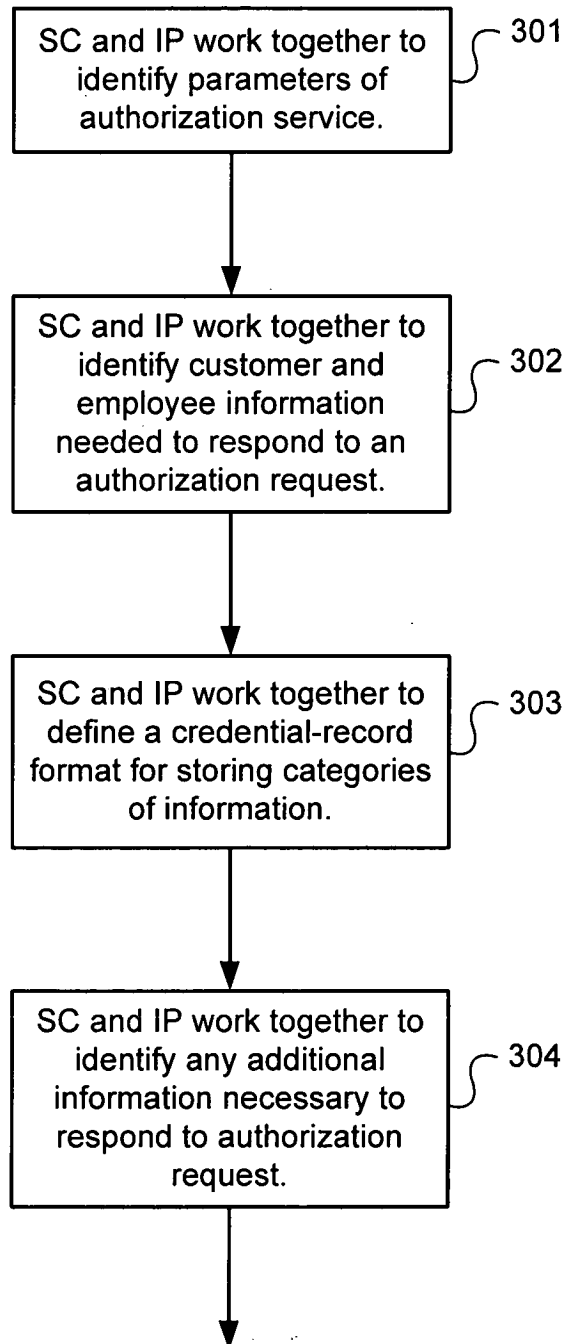 SC and IP work together to
identify parameters of
authorization service.
301
SC and IP work together to
identify customer and
employee information
needed to respond to an
authorization request.
302
SC and IP work together to
define a credential-record
format for storing categories
of information.
303
SC and IP work together to
identify any additional
information necessary to
respond to authorization
request.
304